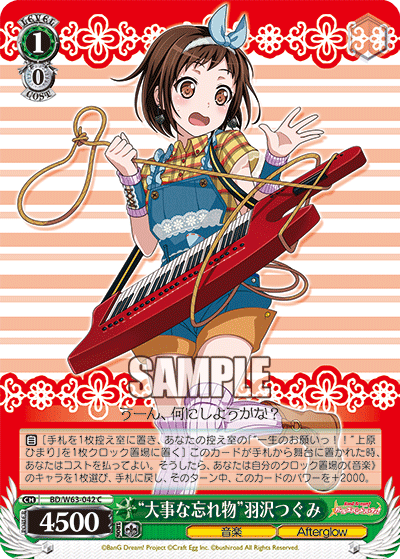 LEVEL
1
0
COST
SAMPLE
うーん、何にしようかな!?
自 [手札を1枚控え室に置き、あなたの控え室の「“一生のお願いっ!!”上原
ひまり」を1枚クロック置場に置く] このカードが手札から舞台に置かれた時、
あなたはコストを払ってよい。そうしたら、あなたは自分のクロック置場の《音楽》
のキャラを1枚選び、手札に戻し、そのターン中、このカードのパワーを+2000。
CH BD/W63-042 C
4500
“大事な忘れ物”羽沢つぐみ
音楽 Afterglow
©BanG Dream! Project ©Craft Egg Inc. ©bushiroad All Rights Reserved.